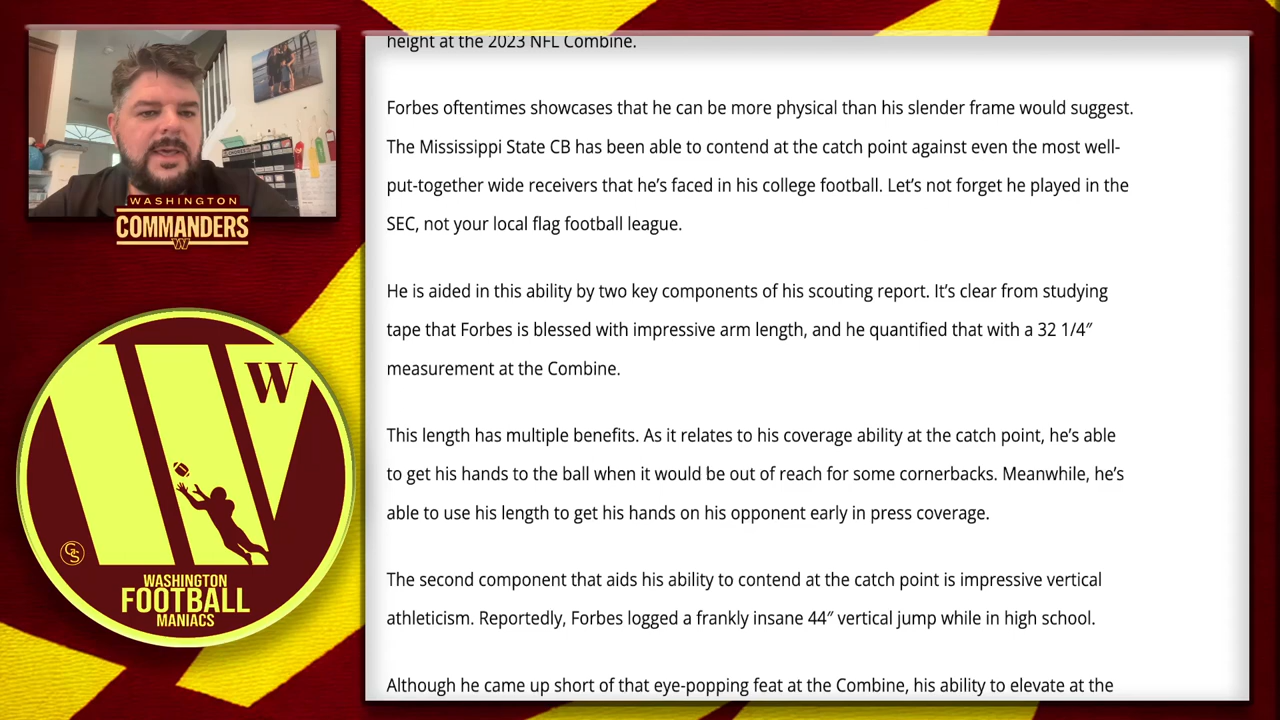 height at the 2023 NFL Combine.
Forbes oftentimes showcases that he can be more physical than his slender frame would suggest.
The Mississippi State CB has been able to contend at the catch point against even the most well-
put-together wide receivers that he's faced in his college football. Let's not forget he played in the
SEC, not your local flag football league.
He is aided in this ability by two key components of his scouting report. It's clear from studying
tape that Forbes is blessed with impressive arm length, and he quantified that with a 32 1/4″
measurement at the Combine.
This length has multiple benefits. As it relates to his coverage ability at the catch point, he's able
to get his hands to the ball when it would be out of reach for some cornerbacks. Meanwhile, he's
able to use his length to get his hands on his opponent early in press coverage.
The second component that aids his ability to contend at the catch point is impressive vertical
athleticism. Reportedly, Forbes logged a frankly insane 44″ vertical jump while in high school.
Although he came up short of that eye-popping feat at the Combine, his ability to elevate at the
WASHINGTON
COMMANDERS
W
W
GS
WASHINGTON
FOOTBALL
MANIACS